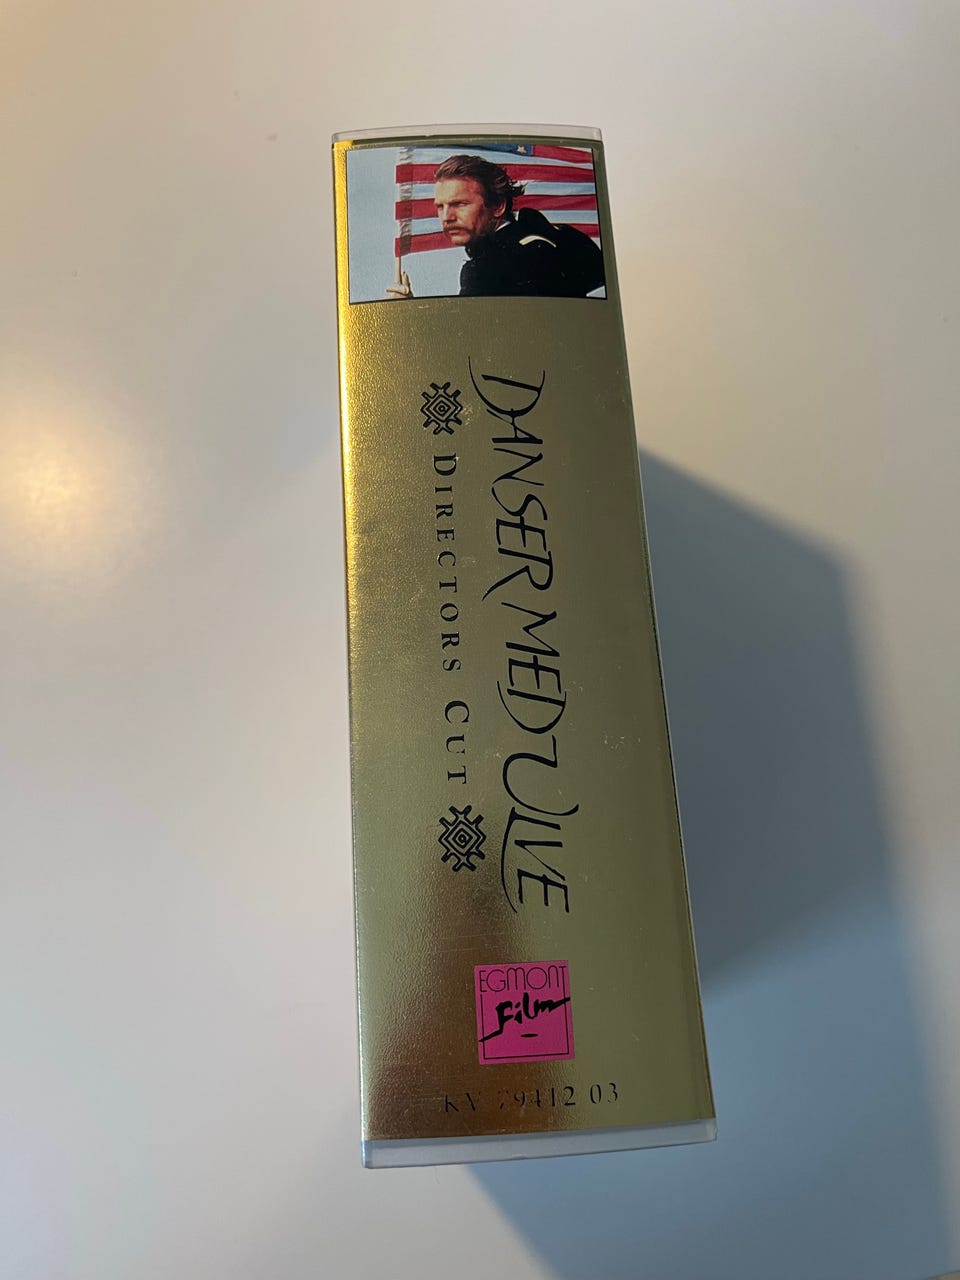 DANSER MED ULVE
DIRECTORS CUT
EGMONT
Film
KV 79412 03